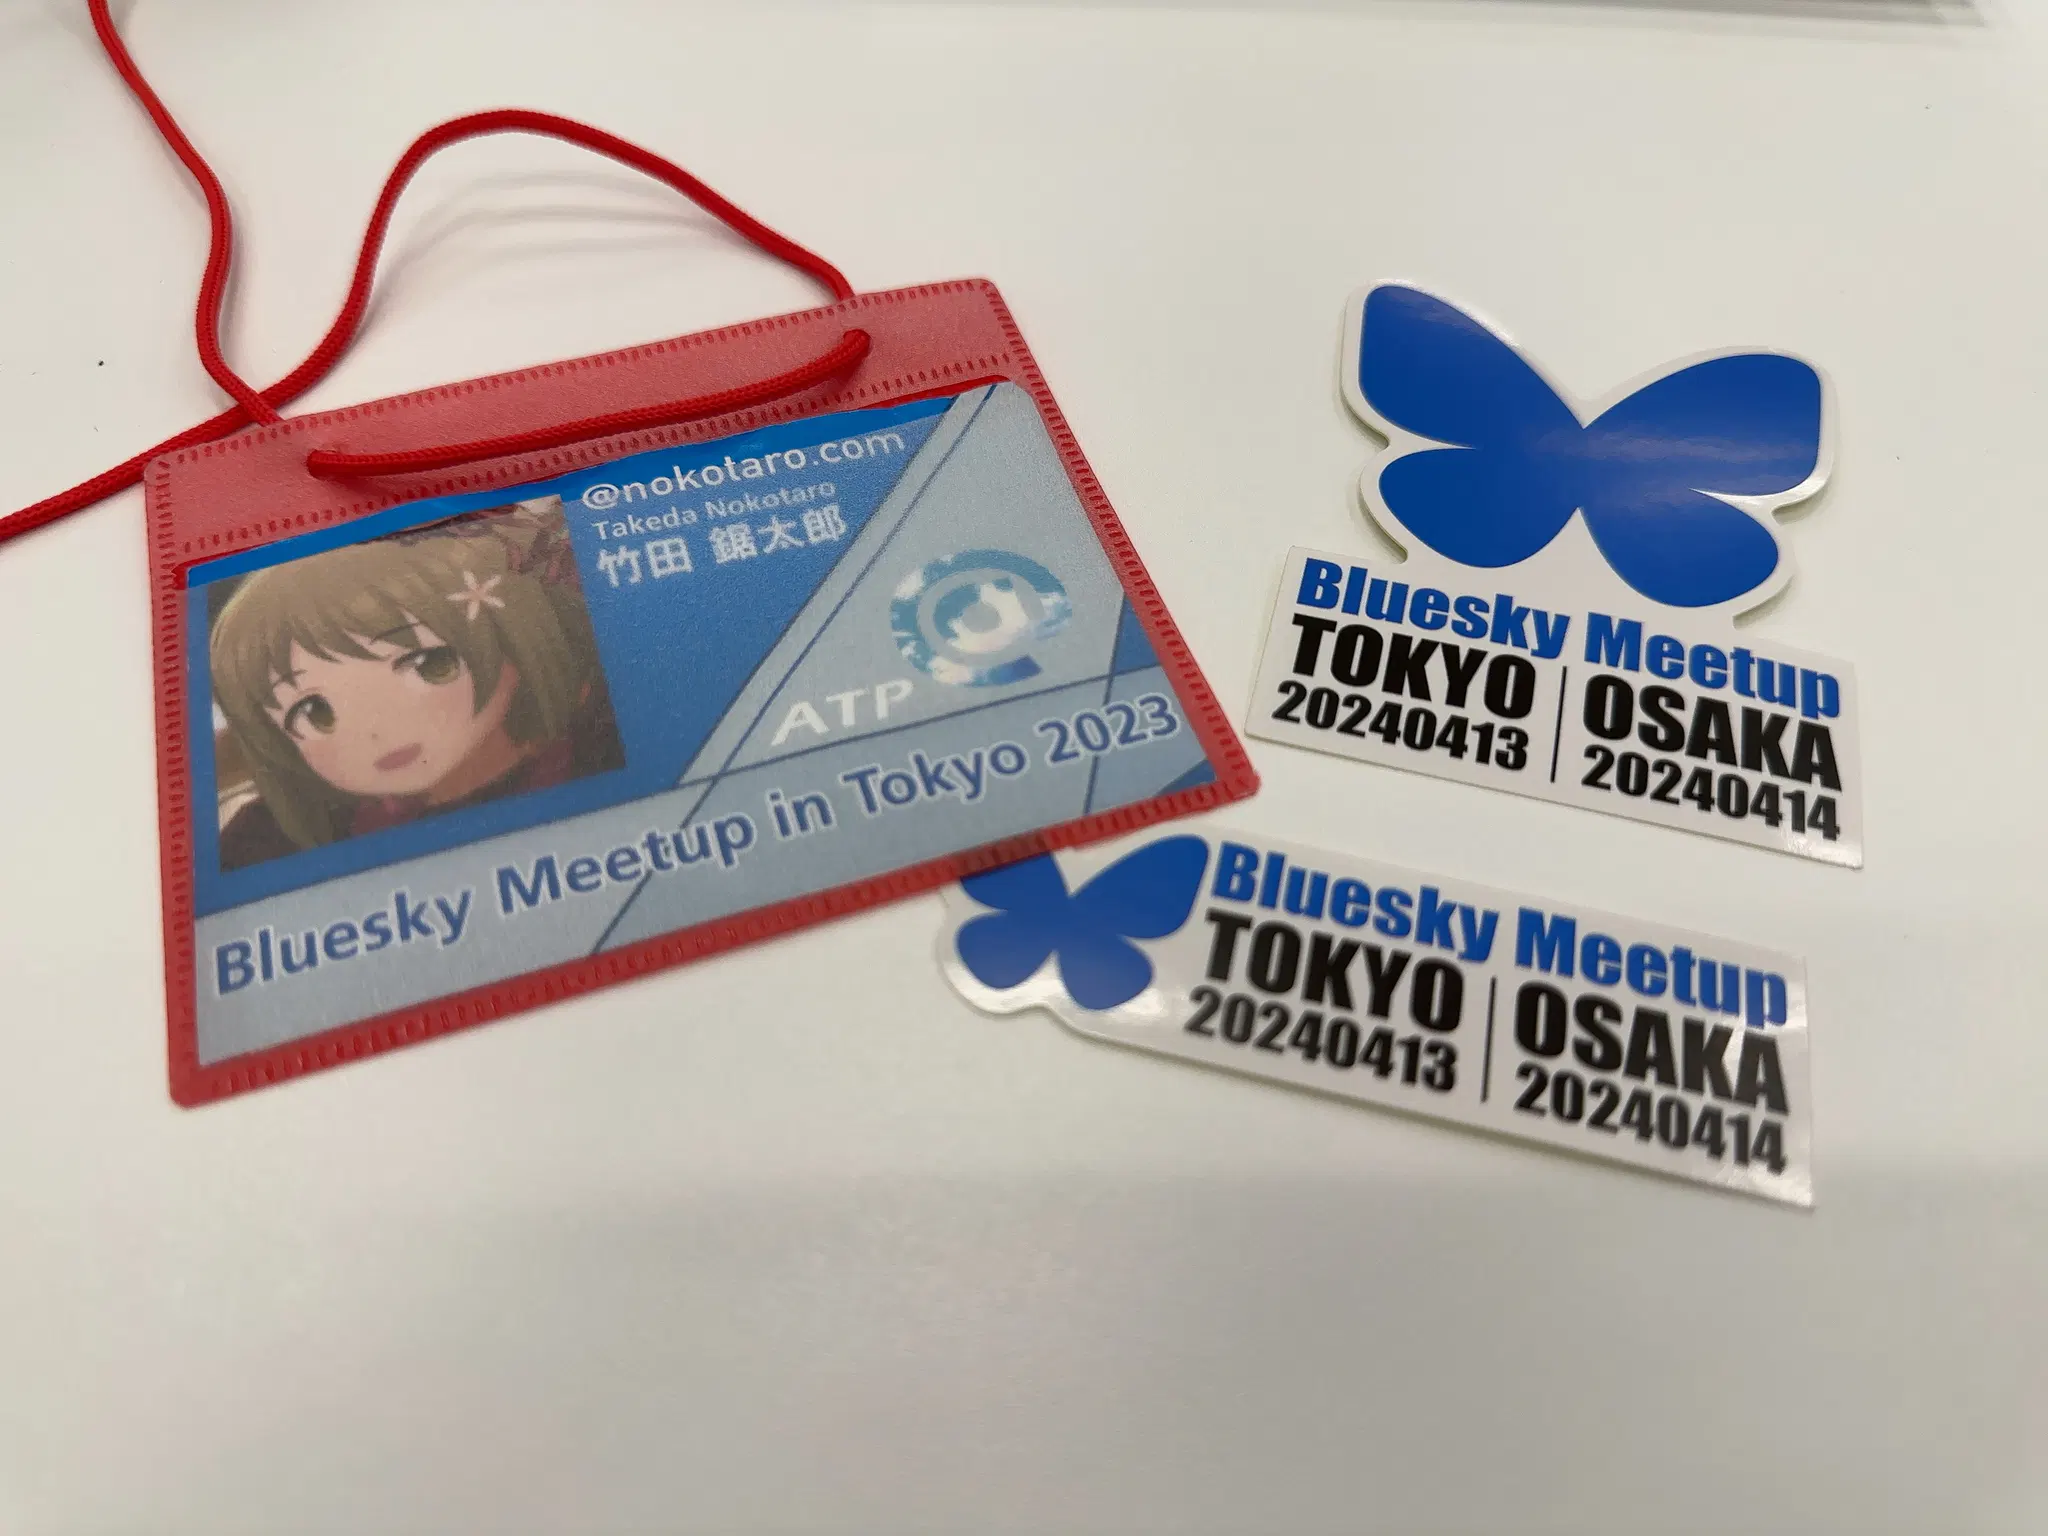 @nokotaro.com
Takeda Nokotaro
竹田 鋸太郎
ATP
Bluesky Meetup in Tokyo 2023
Bluesky Meetup
TOKYO
20240413
OSAKA
20240414
Bluesky Meetup
TOKYO
20240413
OSAKA
20240414